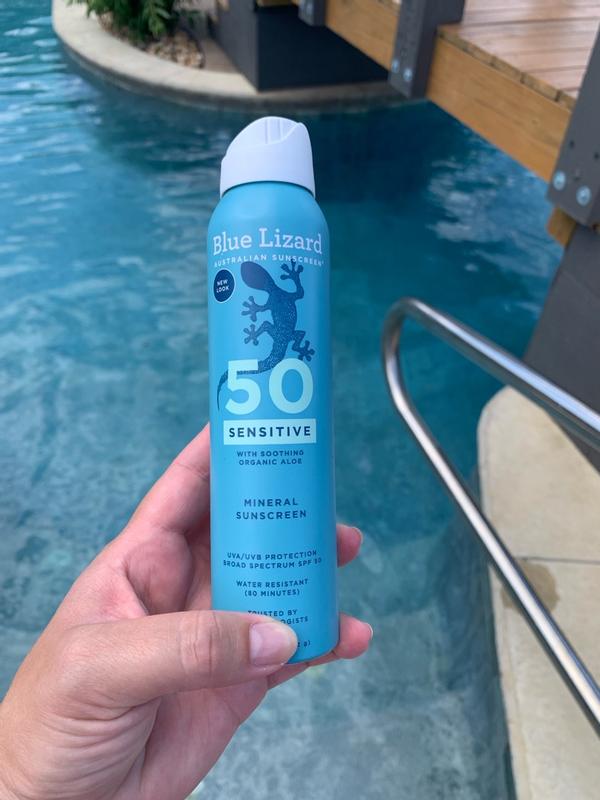 Blue Lizard
AUSTRALIAN SUNSCREEN
NEW
LOOK
50
SENSITIVE
WITH SOOTHING
ORGANIC ALOE
MINERAL
SUNSCREEN
UVA/UVB PROTECTION
BROAD SPECTRUM SPF 50
WATER RESISTANT
(80 MINUTES)
TRUSTED BY
OGISTS
g)